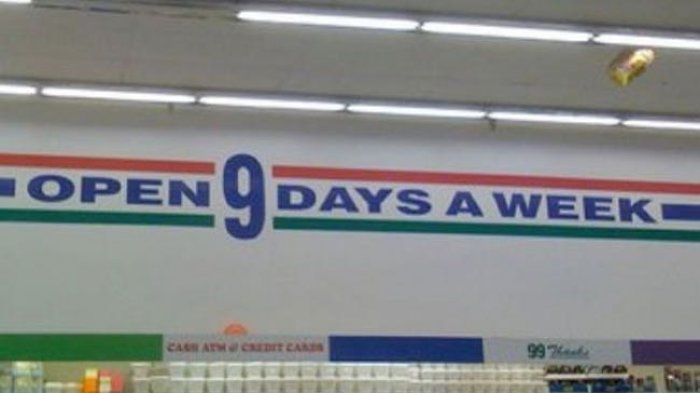 OPEN 9 DAYS A WEEK
CASH ATM & CREDIT CARDS
99 Thanks